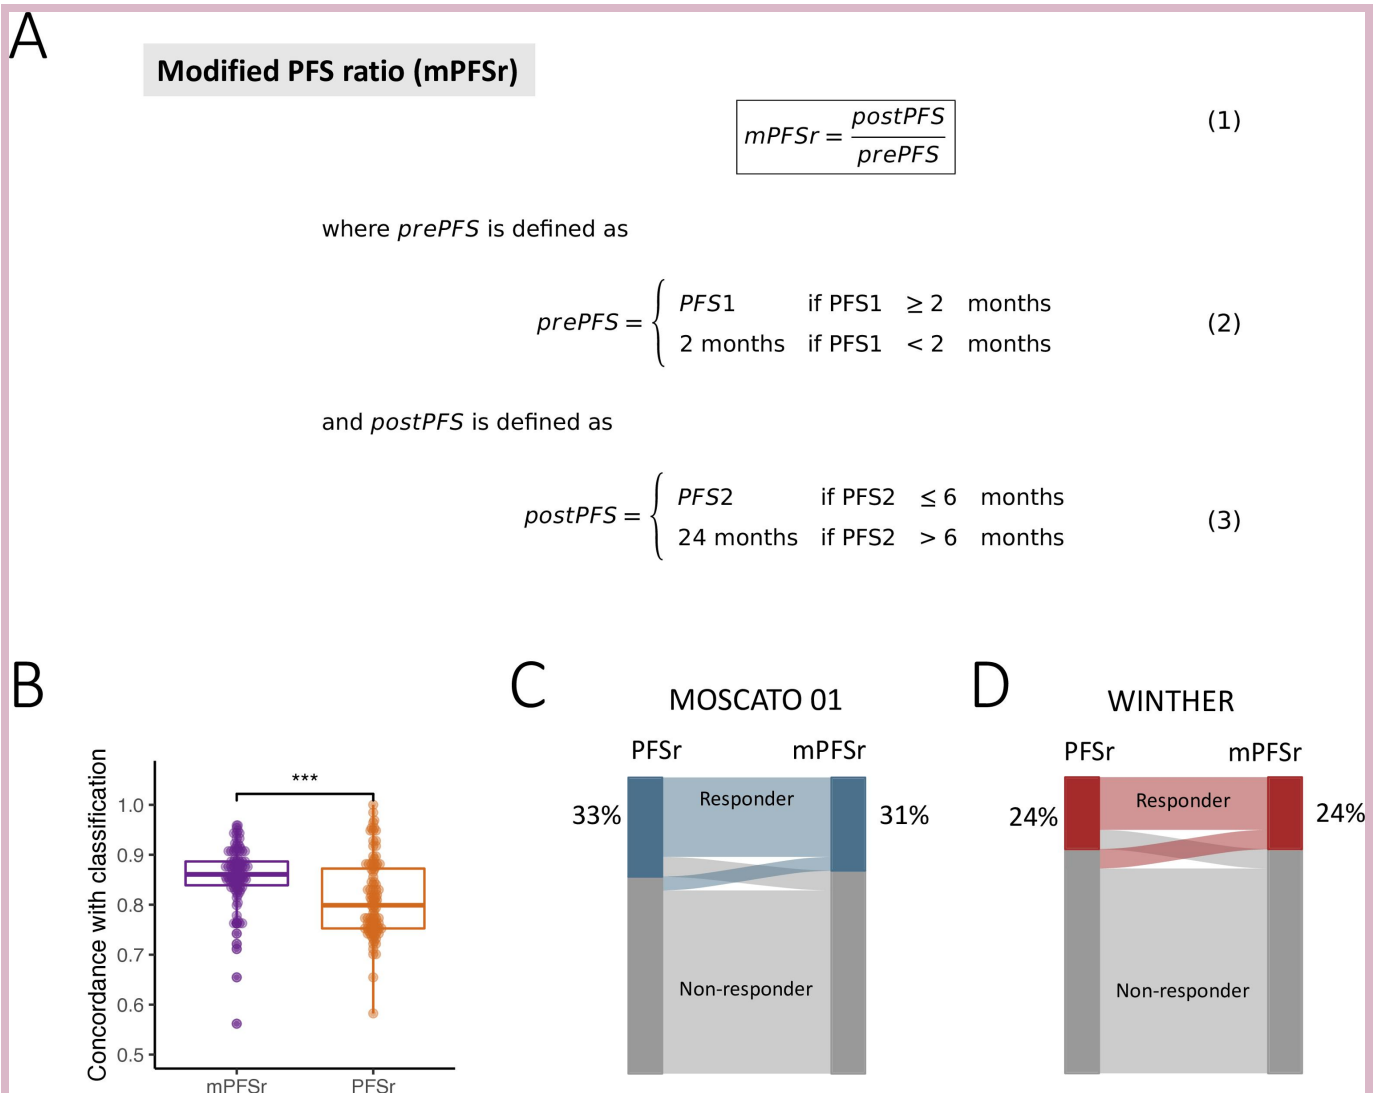 A
Modified PFS ratio (mPFSr)
mPFSr = postPFS / prePFS (1)
where prePFS is defined as
prePFS = { PFS1 if PFS1 ≥ 2 months
2 months if PFS1 < 2 months (2)
and postPFS is defined as
postPFS = { PFS2 if PFS2 ≤ 6 months
24 months if PFS2 > 6 months (3)
B
Concordance with classification
***
1.0
0.9
0.8
0.7
0.6
0.5
mPFSr PFSr
C
MOSCATO 01
PFSr mPFSr
Responder
33% 31%
Non-responder
D
WINTHER
PFSr mPFSr
Responder
24% 24%
Non-responder